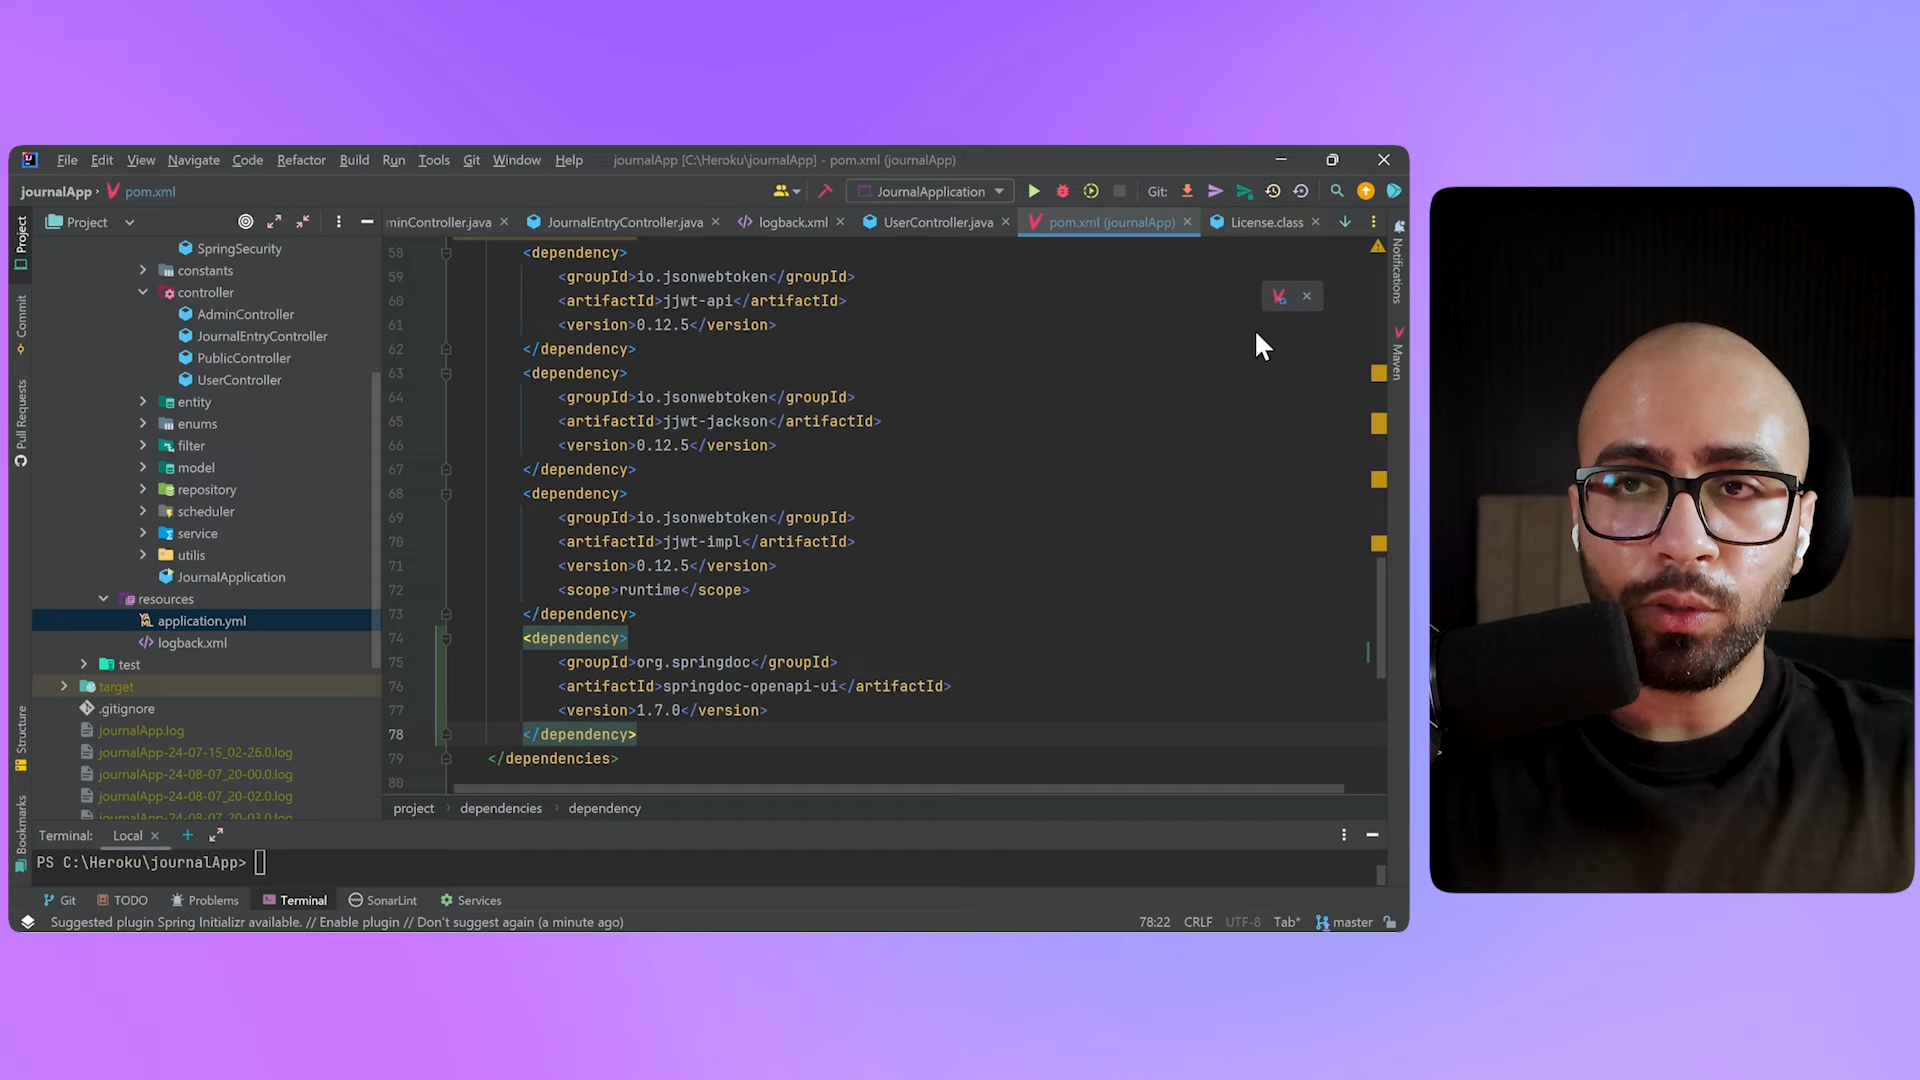 File Edit View Navigate Code Refactor Build Run Tools Git Window Help journalApp [C:\Heroku\journalApp] - pom.xml (journalApp)
journalApp › pom.xml JournalApplication Git:
Project minController.java JournalEntryController.java logback.xml UserController.java pom.xml (journalApp) License.class
Project
Commit
Pull Requests
Structure
Bookmarks
SpringSecurity
constants
controller
AdminController
JournalEntryController
PublicController
UserController
entity
enums
filter
model
repository
scheduler
service
utilis
JournalApplication
resources
application.yml
logback.xml
test
target
.gitignore
journalApp.log
journalApp-24-07-15_02-26.0.log
journalApp-24-08-07_20-00.0.log
journalApp-24-08-07_20-02.0.log
journalApp-24-08-07_20-03.0.log
58 <dependency>
59 <groupId>io.jsonwebtoken</groupId>
60 <artifactId>jjwt-api</artifactId>
61 <version>0.12.5</version>
62 </dependency>
63 <dependency>
64 <groupId>io.jsonwebtoken</groupId>
65 <artifactId>jjwt-jackson</artifactId>
66 <version>0.12.5</version>
67 </dependency>
68 <dependency>
69 <groupId>io.jsonwebtoken</groupId>
70 <artifactId>jjwt-impl</artifactId>
71 <version>0.12.5</version>
72 <scope>runtime</scope>
73 </dependency>
74 <dependency>
75 <groupId>org.springdoc</groupId>
76 <artifactId>springdoc-openapi-ui</artifactId>
77 <version>1.7.0</version>
78 </dependency>
79 </dependencies>
80
Notifications
Maven
project › dependencies › dependency
Terminal: Local
PS C:\Heroku\journalApp>
Git TODO Problems Terminal SonarLint Services
Suggested plugin Spring Initializr available. // Enable plugin // Don't suggest again (a minute ago) 78:22 CRLF UTF-8 Tab* master